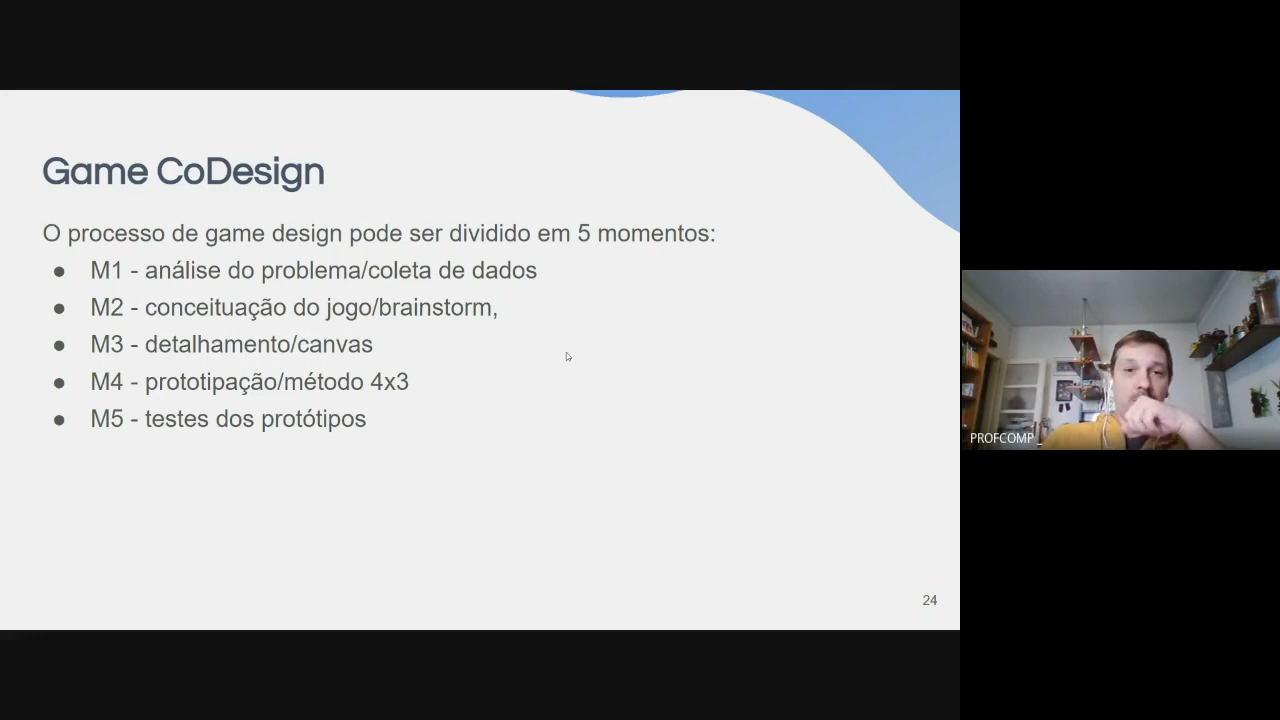 Game CoDesign
O processo de game design pode ser dividido em 5 momentos:
● M1 - análise do problema/coleta de dados
● M2 - conceituação do jogo/brainstorm,
● M3 - detalhamento/canvas
● M4 - prototipação/método 4x3
● M5 - testes dos protótipos
24
PROFCOMP _